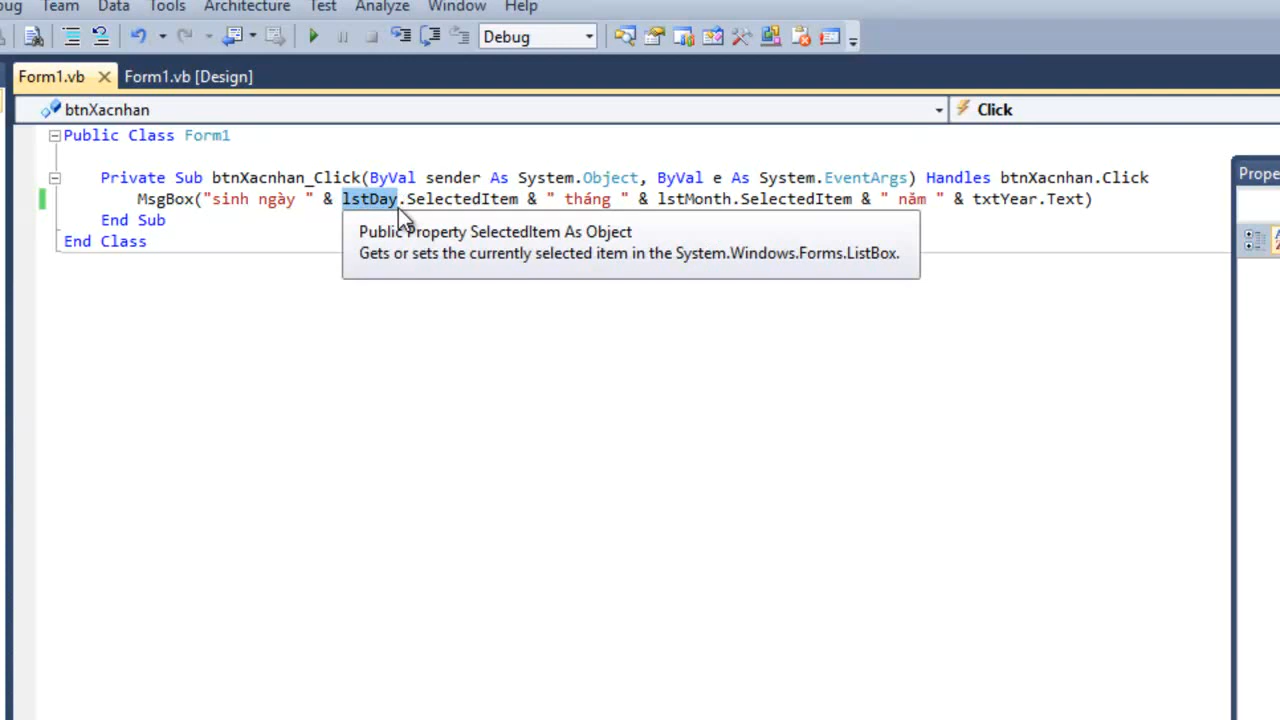 Team Data Tools Architecture Test Analyze Window Help
Debug
Form1.vb Form1.vb [Design]
btnXacnhan Click
Public Class Form1
Private Sub btnXacnhan_Click(ByVal sender As System.Object, ByVal e As System.EventArgs) Handles btnXacnhan.Click
MsgBox("sinh ngày " & lstDay.SelectedItem & " tháng " & lstMonth.SelectedItem & " năm " & txtYear.Text)
End Sub
End Class
Public Property SelectedItem As Object
Gets or sets the currently selected item in the System.Windows.Forms.ListBox.